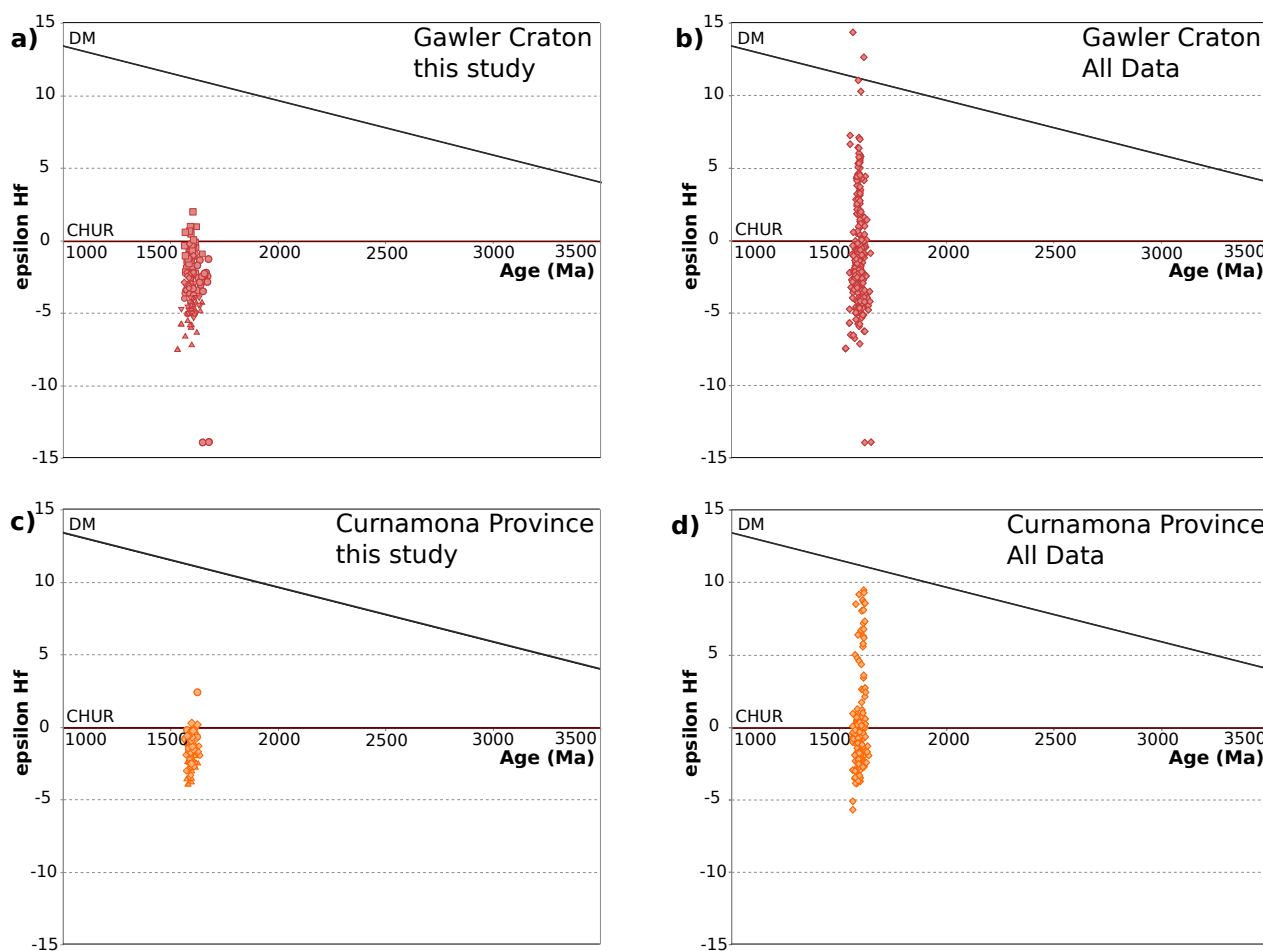 a)
Gawler Craton
this study
15
DM
10
5
epsilon Hf
CHUR
0
1000 1500 2000 2500 3000 3500
Age (Ma)
-5
-10
-15
b)
Gawler Craton
All Data
15
DM
10
5
epsilon Hf
CHUR
0
1000 1500 2000 2500 3000 3500
Age (Ma)
-5
-10
-15
c)
Curnamona Province
this study
15
DM
10
5
epsilon Hf
CHUR
0
1000 1500 2000 2500 3000 3500
Age (Ma)
-5
-10
-15
d)
Curnamona Province
All Data
15
DM
10
5
epsilon Hf
CHUR
0
1000 1500 2000 2500 3000 3500
Age (Ma)
-5
-10
-15